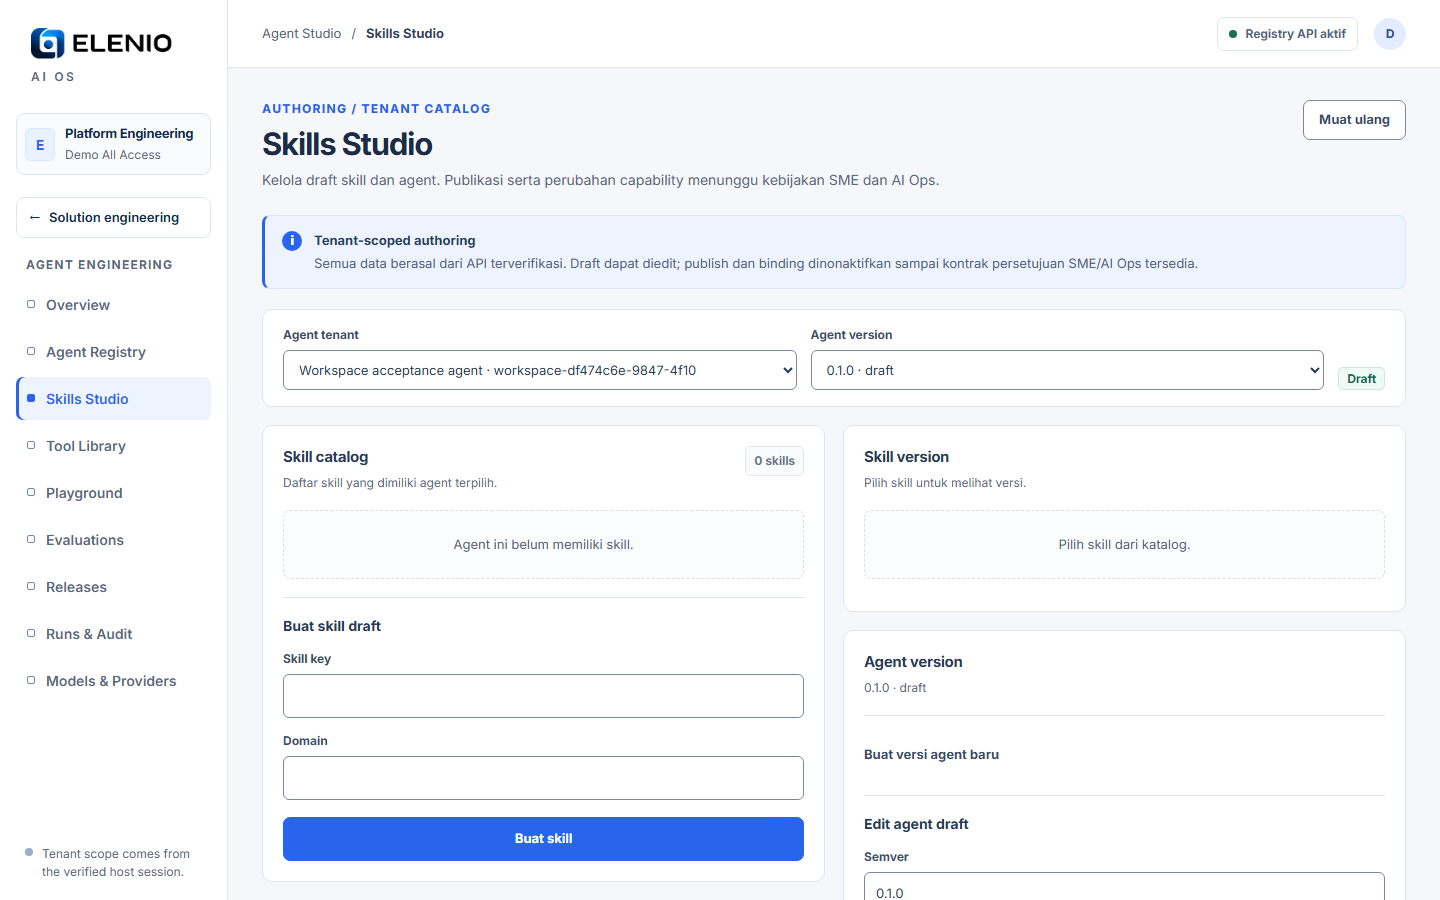 ELENIO
AI OS
E
Platform Engineering
Demo All Access
← Solution engineering
AGENT ENGINEERING
Overview
Agent Registry
Skills Studio
Tool Library
Playground
Evaluations
Releases
Runs & Audit
Models & Providers
Tenant scope comes from
the verified host session.
Agent Studio / Skills Studio
Registry API aktif
D
AUTHORING / TENANT CATALOG
Skills Studio
Kelola draft skill dan agent. Publikasi serta perubahan capability menunggu kebijakan SME dan AI Ops.
Muat ulang
i
Tenant-scoped authoring
Semua data berasal dari API terverifikasi. Draft dapat diedit; publish dan binding dinonaktifkan sampai kontrak persetujuan SME/AI Ops tersedia.
Agent tenant
Workspace acceptance agent · workspace-df474c6e-9847-4f10
Agent version
0.1.0 · draft
Draft
Skill catalog
0 skills
Daftar skill yang dimiliki agent terpilih.
Agent ini belum memiliki skill.
Buat skill draft
Skill key
Domain
Buat skill
Skill version
Pilih skill untuk melihat versi.
Pilih skill dari katalog.
Agent version
0.1.0 · draft
Buat versi agent baru
Edit agent draft
Semver
0.1.0